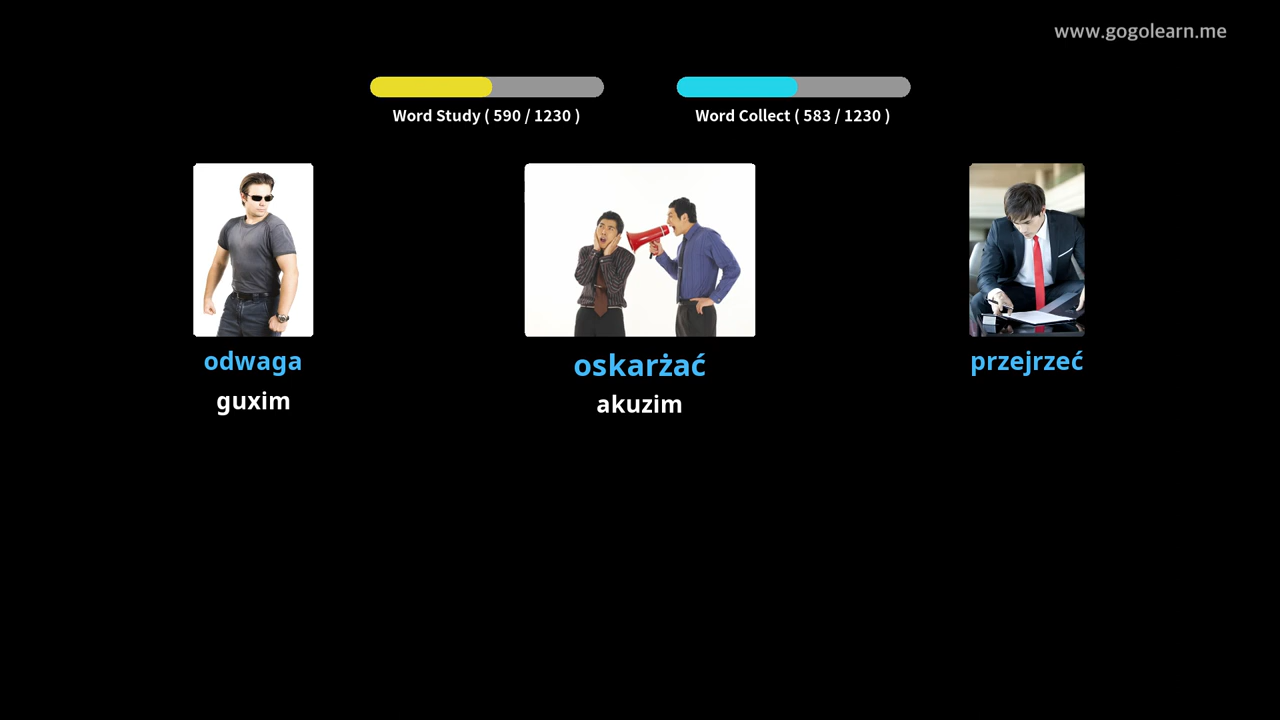 www.gogolearn.me
Word Study ( 590 / 1230 )
Word Collect ( 583 / 1230 )
odwaga
oskarżać
przejrzeć
guxim
akuzim